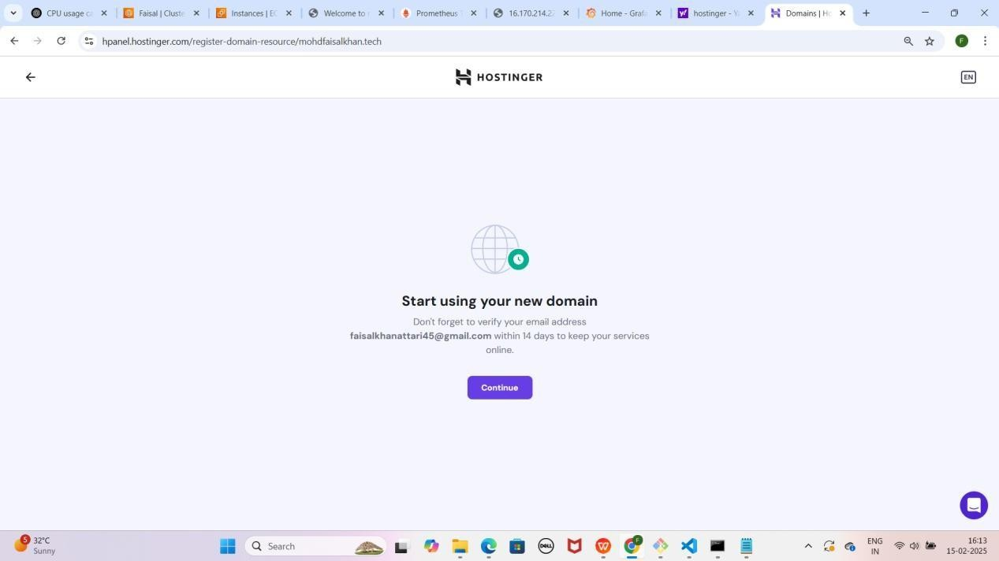 CPU usage ca
Faisal | Cluste
Instances | EC
Welcome to n
Prometheus T
16.170.214.22
Home - Grafa
hostinger - Ya
Domains | Ho
hpanel.hostinger.com/register-domain-resource/mohdfaisalkhan.tech
F
HOSTINGER
EN
Start using your new domain
Don't forget to verify your email address
faisalkhanattari45@gmail.com within 14 days to keep your services
online.
Continue
5
32°C
Sunny
Search
DELL
F
ENG
IN
16:13
15-02-2025